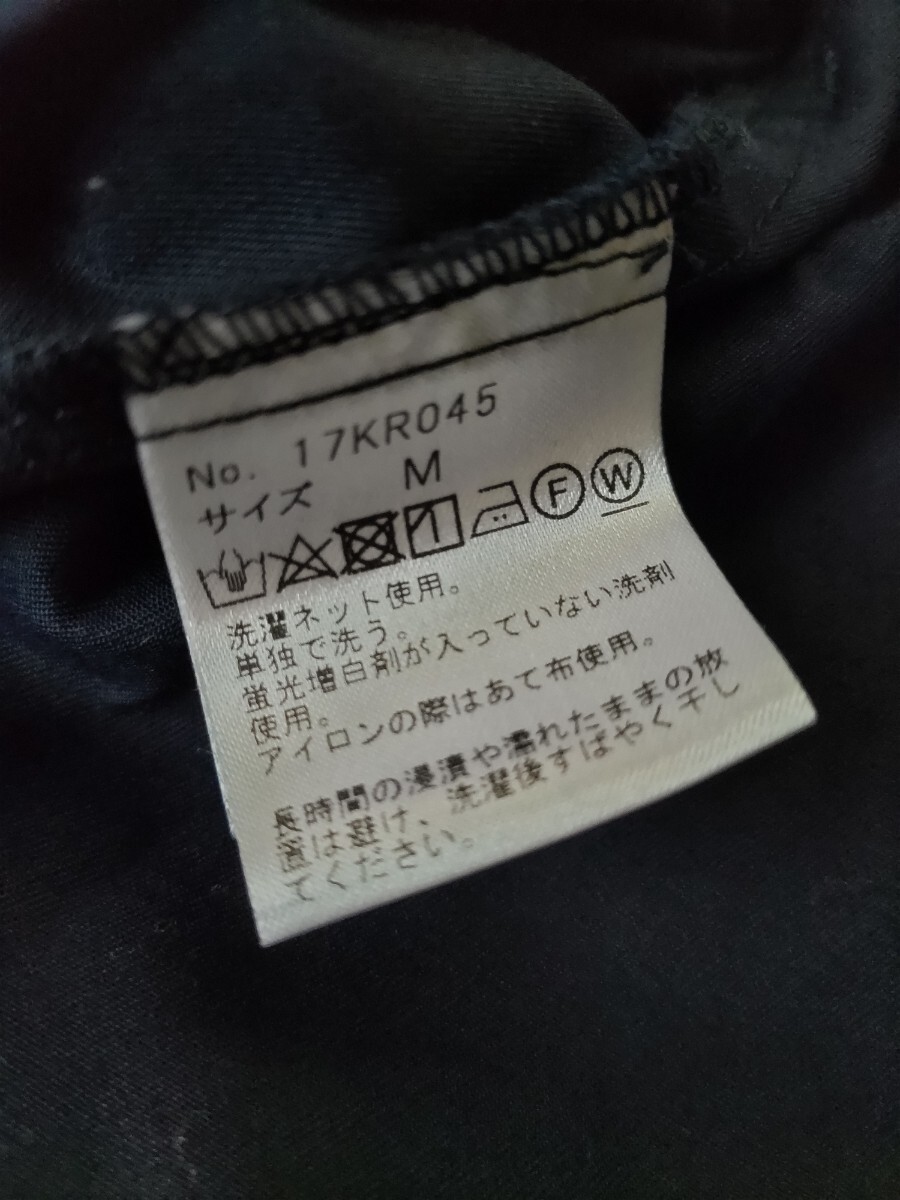 No. 17KR045
サイズ M
F W
洗濯ネット使用。
単独で洗う。
蛍光増白剤が入っていない洗剤
使用。
アイロンの際はあて布使用。
長時間の浸漬や濡れたままの放
置は避け、洗濯後すばやく干し
てください。